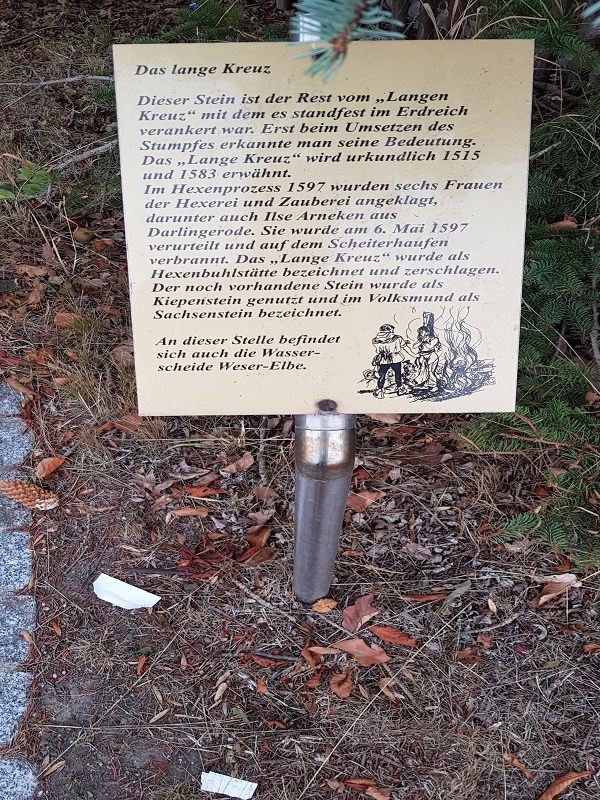 Das lange Kreuz
Dieser Stein ist der Rest vom „Langen
Kreuz“ mit dem es standfest im Erdreich
verankert war. Erst beim Umsetzen des
Stumpfes erkannte man seine Bedeutung.
Das „Lange Kreuz“ wird urkundlich 1515
und 1583 erwähnt.
Im Hexenprozess 1597 wurden sechs Frauen
der Hexerei und Zauberei angeklagt,
darunter auch Ilse Arneken aus
Darlingerode. Sie wurde am 6. Mai 1597
verurteilt und auf dem Scheiterhaufen
verbrannt. Das „Lange Kreuz“ wurde als
Hexenbuhlstätte bezeichnet und zerschlagen.
Der noch vorhandene Stein wurde als
Kiepenstein genutzt und im Volksmund als
Sachsenstein bezeichnet.
An dieser Stelle befindet
sich auch die Wasser-
scheide Weser-Elbe.